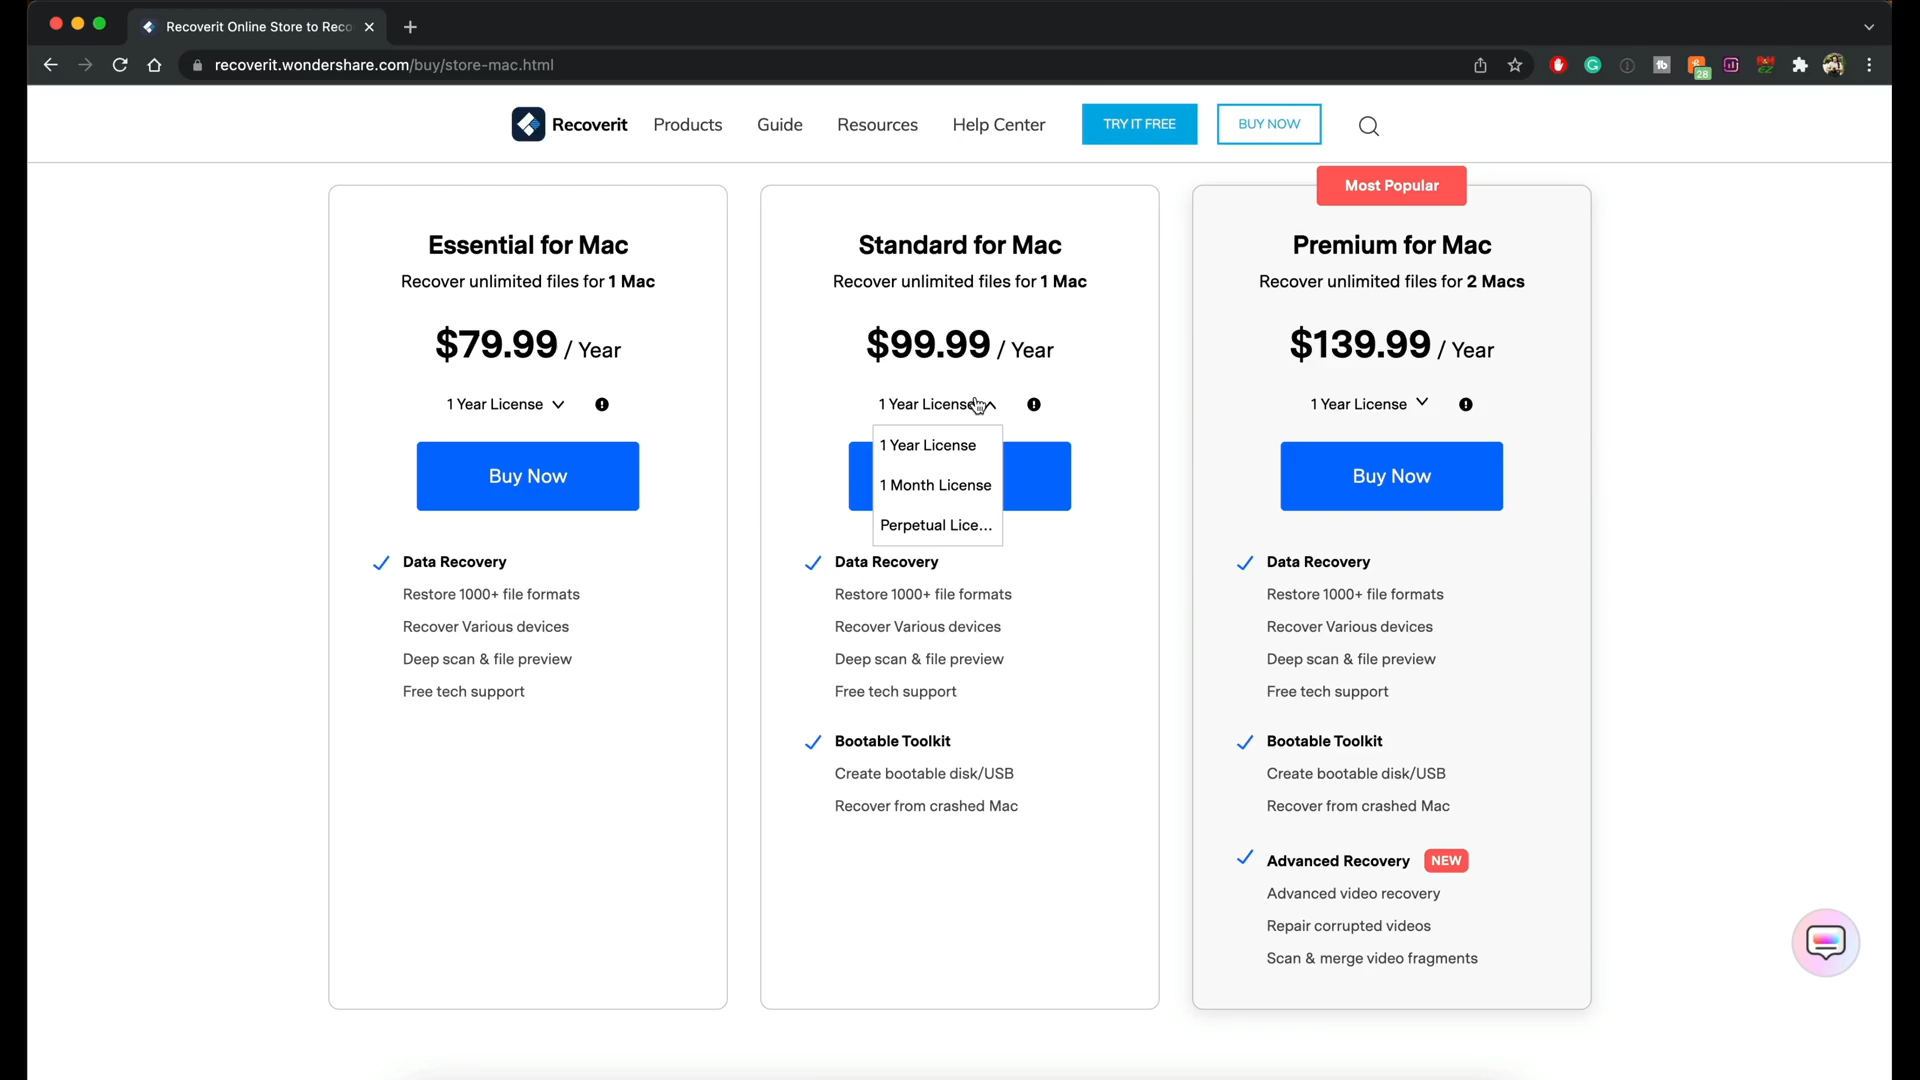 Recoverit Online Store to Reco
recoverit.wondershare.com/buy/store-mac.html
28
Recoverit Products Guide Resources Help Center TRY IT FREE BUY NOW
Most Popular
Essential for Mac
Recover unlimited files for 1 Mac
$79.99 / Year
1 Year License
Buy Now
Data Recovery
Restore 1000+ file formats
Recover Various devices
Deep scan & file preview
Free tech support
Standard for Mac
Recover unlimited files for 1 Mac
$99.99 / Year
1 Year License
1 Year License
1 Month License
Perpetual Lice...
Data Recovery
Restore 1000+ file formats
Recover Various devices
Deep scan & file preview
Free tech support
Bootable Toolkit
Create bootable disk/USB
Recover from crashed Mac
Premium for Mac
Recover unlimited files for 2 Macs
$139.99 / Year
1 Year License
Buy Now
Data Recovery
Restore 1000+ file formats
Recover Various devices
Deep scan & file preview
Free tech support
Bootable Toolkit
Create bootable disk/USB
Recover from crashed Mac
Advanced Recovery NEW
Advanced video recovery
Repair corrupted videos
Scan & merge video fragments